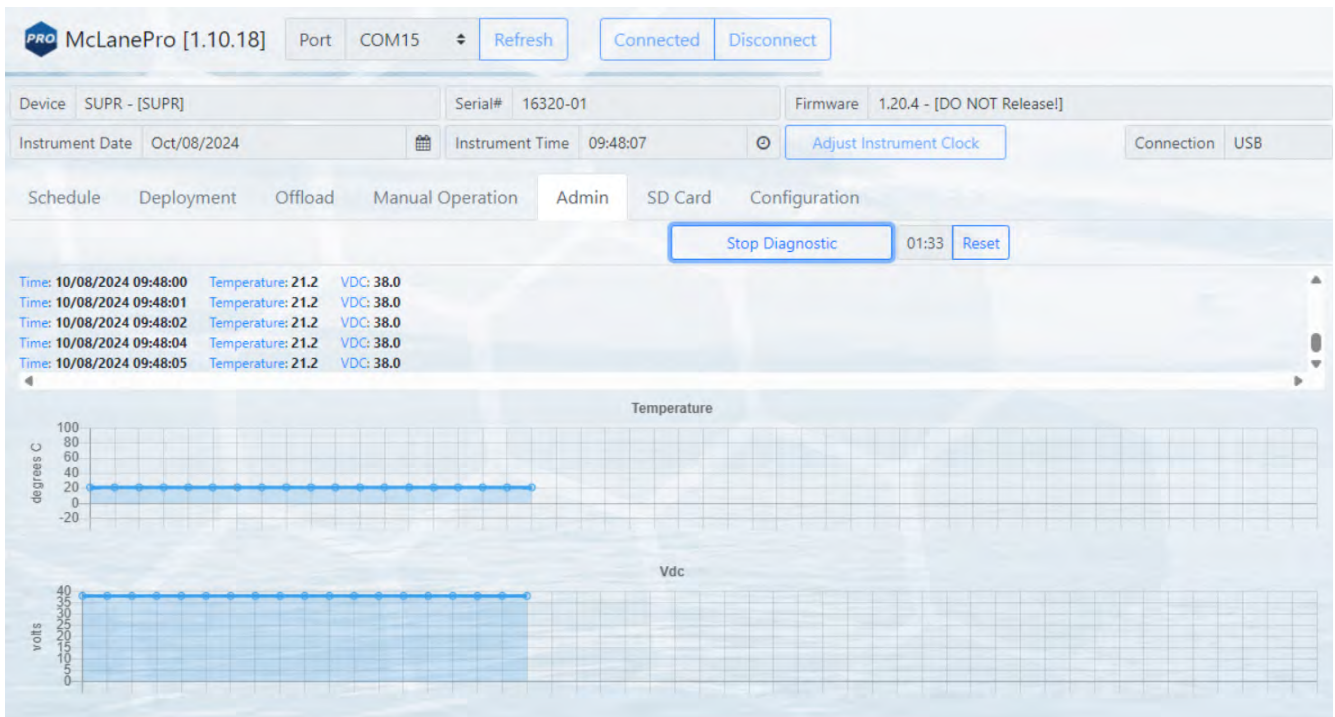 PRO McLanePro [1.10.18] Port COM15 Refresh Connected Disconnect
Device SUPR - [SUPR] Serial# 16320-01 Firmware 1.20.4 - [DO NOT Release!]
Instrument Date Oct/08/2024 Instrument Time 09:48:07 Adjust Instrument Clock Connection USB
Schedule Deployment Offload Manual Operation Admin SD Card Configuration
Stop Diagnostic 01:33 Reset
Time: 10/08/2024 09:48:00 Temperature: 21.2 VDC: 38.0
Time: 10/08/2024 09:48:01 Temperature: 21.2 VDC: 38.0
Time: 10/08/2024 09:48:02 Temperature: 21.2 VDC: 38.0
Time: 10/08/2024 09:48:04 Temperature: 21.2 VDC: 38.0
Time: 10/08/2024 09:48:05 Temperature: 21.2 VDC: 38.0
Temperature
degrees C
100
80
60
40
20
0
-20
Vdc
volts
40
35
30
25
20
15
10
5
0